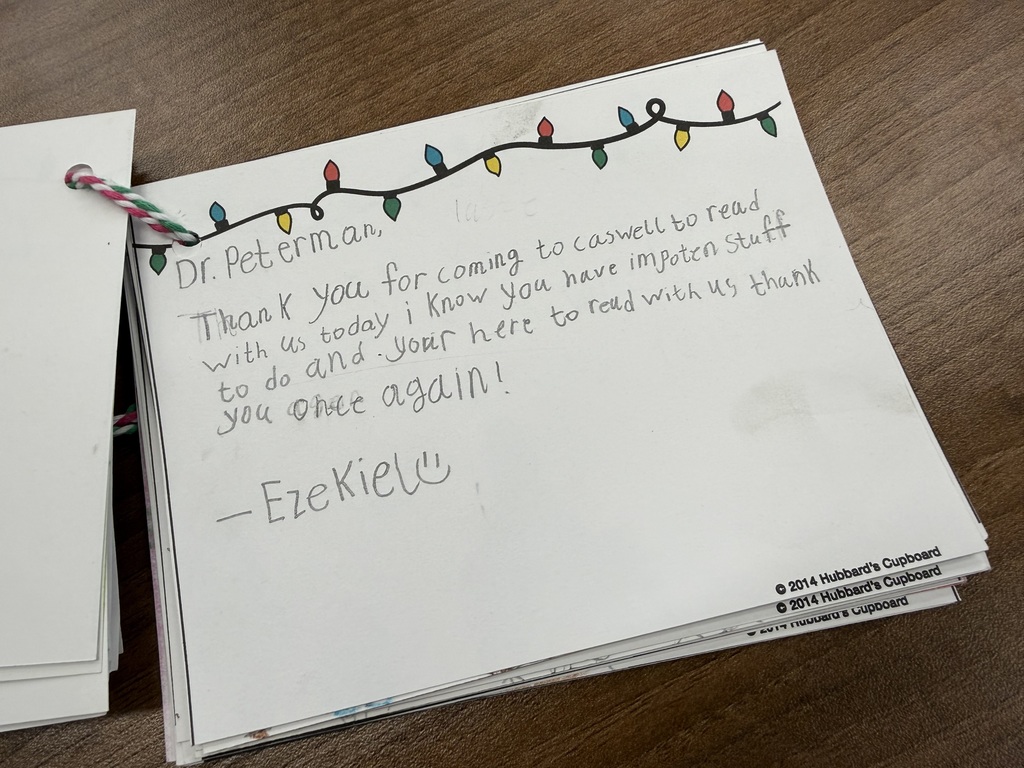 Dr. Peterman,
Thank you for coming to caswell to read
with us today i know you have impotcn stuff
to do and .your here to read with us thank
you once again!
— Ezekiel
© 2014 Hubbard's Cupboard
© 2014 Hubbard's Cupboard
© 2014 Hubbard's Cupboard